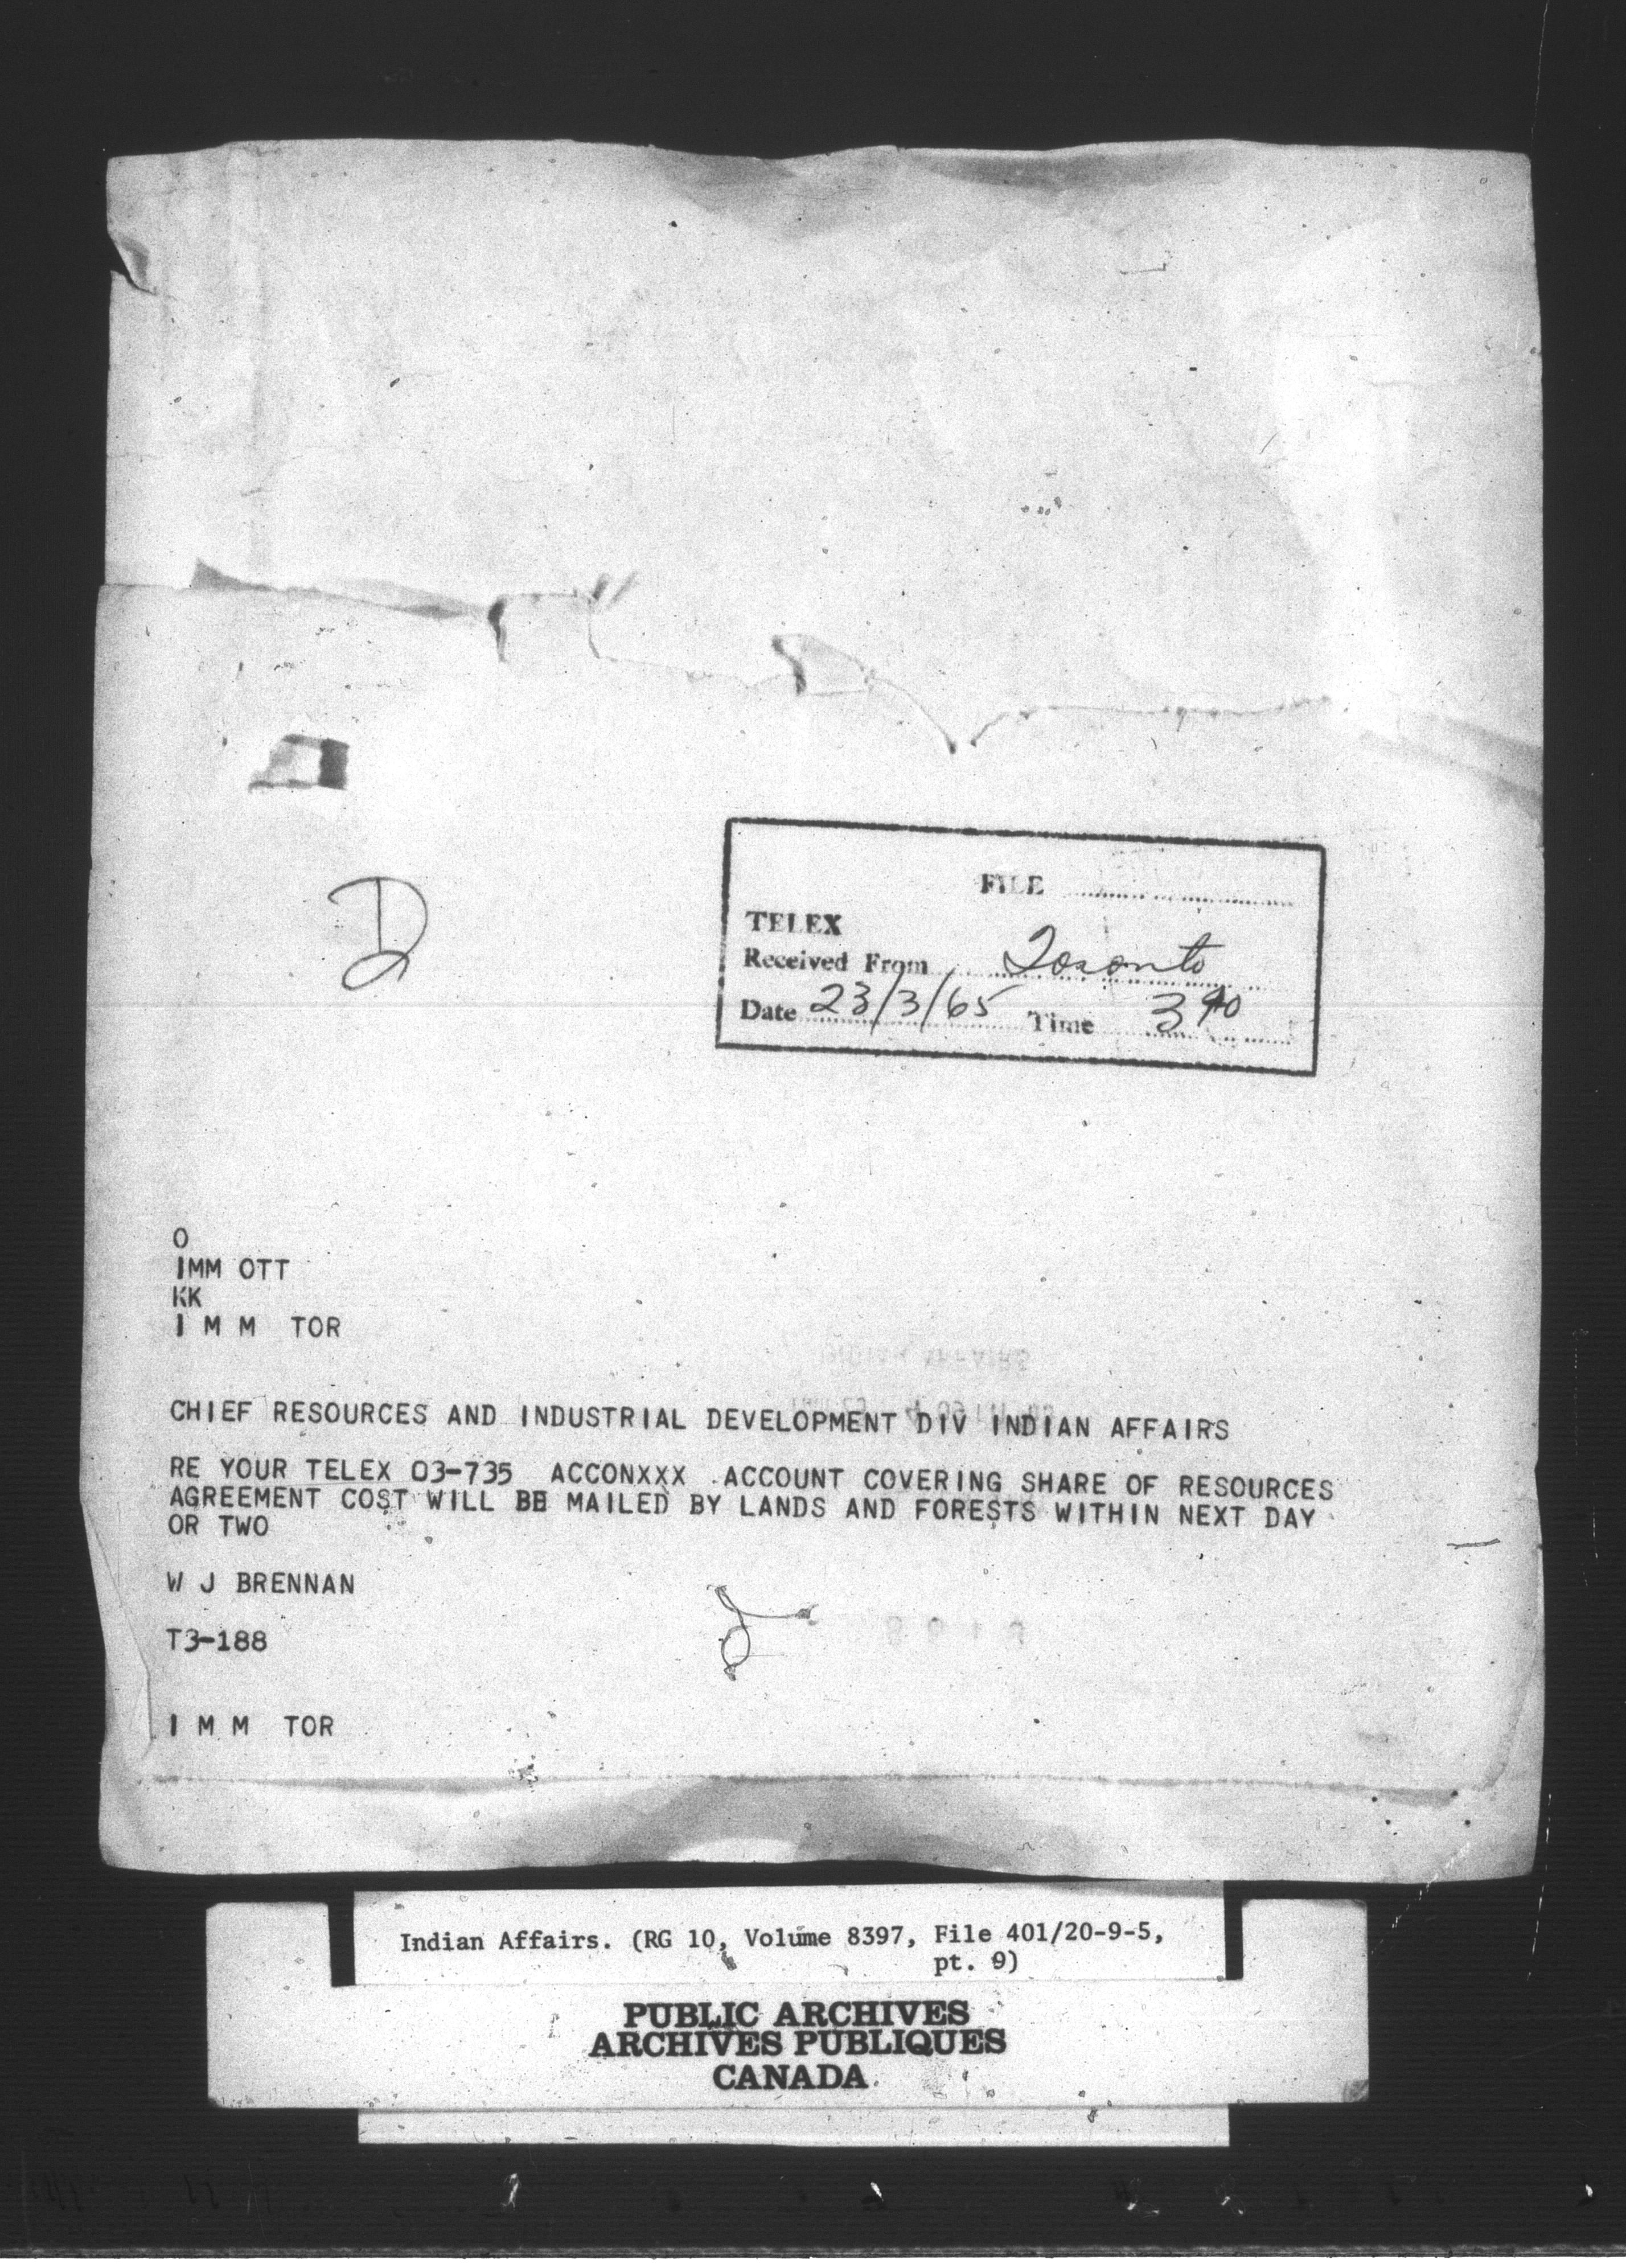 D
FILE
TELEX
Received From Toronto
Date 23/3/65 Time 3 40
O
IMM OTT
KK
I M M TOR
INDIAN AFFAIRS
CHIEF RESOURCES AND INDUSTRIAL DEVELOPMENT DIV INDIAN AFFAIRS
RE YOUR TELEX 03-735 ACCONXXX ACCOUNT COVERING SHARE OF RESOURCES
AGREEMENT COST WILL BE MAILED BY LANDS AND FORESTS WITHIN NEXT DAY
OR TWO
W J BRENNAN
T3-188
I M M TOR
Indian Affairs. (RG 10, Volume 8397, File 401/20-9-5,
pt. 9)
PUBLIC ARCHIVES
ARCHIVES PUBLIQUES
CANADA